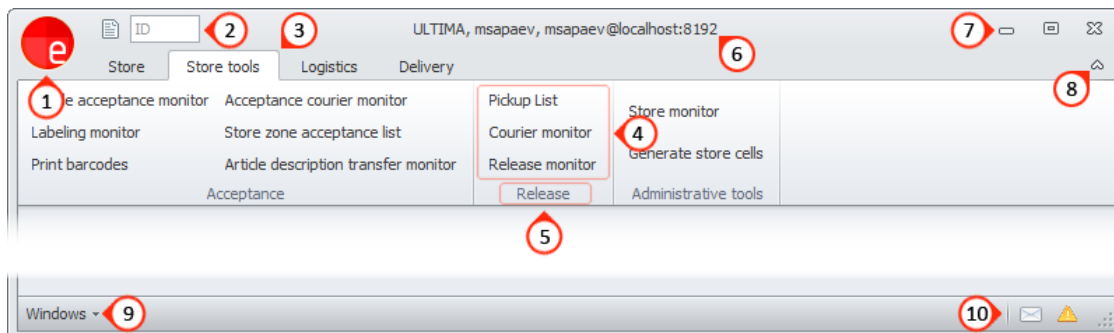 ID
2
3
ULTIMA, msapaev, msapaev@localhost:8192
6
7
e
1
Store
Store tools
Logistics
Delivery
8
acceptance monitor
Acceptance courier monitor
Pickup List
Store monitor
Labeling monitor
Store zone acceptance list
Courier monitor
4
Generate store cells
Print barcodes
Article description transfer monitor
Release monitor
Acceptance
Release
Administrative tools
5
Windows
9
10